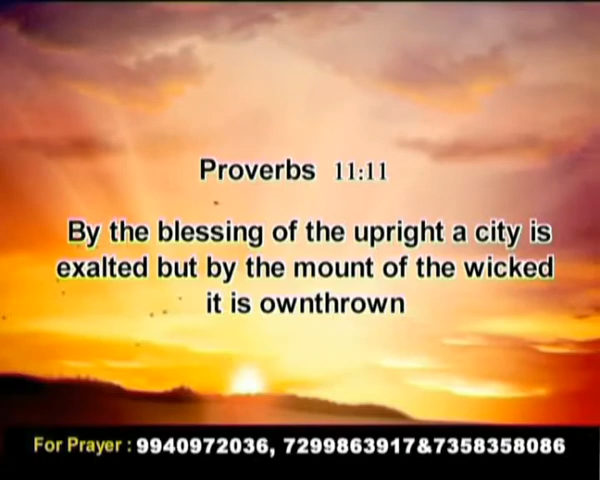 Proverbs 11:11
By the blessing of the upright a city is
exalted but by the mount of the wicked
it is ownthrown
For Prayer : 9940972036, 7299863917&7358358086